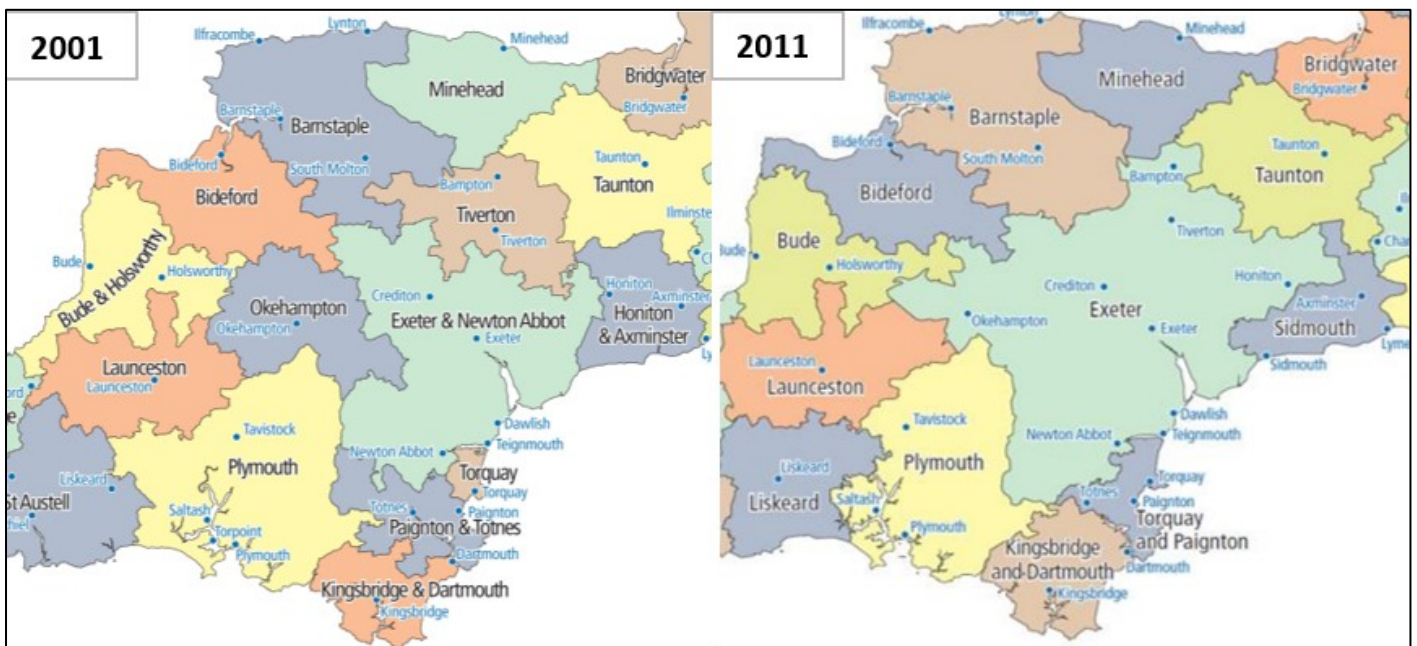 2001
Lynton
Ilfracombe
Minehead
Bridgwater
Bridgwater
Minehead
Barnstaple
Barnstaple
Bideford
South Molton
Taunton
Taunton
Bampton
Bideford
Tiverton
Tiverton
Ilminster
Bude & Holsworthy
Bude
Holsworthy
Okehampton
Okehampton
Crediton
Exeter & Newton Abbot
Exeter
Honiton
Axminster
Honiton
& Axminster
Launceston
Launceston
Tavistock
Dawlish
Teignmouth
Newton Abbot
Plymouth
Torquay
Torquay
Liskeard
St Austell
Saltash
Torpoint
Plymouth
Totnes
Paignton
Paignton & Totnes
Dartmouth
Kingsbridge & Dartmouth
Kingsbridge
2011
Minehead
Minehead
Bridgwater
Bridgwater
Ilfracombe
Barnstaple
Barnstaple
South Molton
Bideford
Bideford
Taunton
Taunton
Bampton
Tiverton
Bude
Bude
Holsworthy
Honiton
Crediton
Exeter
Exeter
Axminster
Sidmouth
Sidmouth
Okehampton
Launceston
Launceston
Tavistock
Dawlish
Teignmouth
Newton Abbot
Plymouth
Plymouth
Liskeard
Liskeard
Saltash
Totnes
Torquay
Paignton
Torquay
and Paignton
Kingsbridge
and Dartmouth
Dartmouth
Kingsbridge